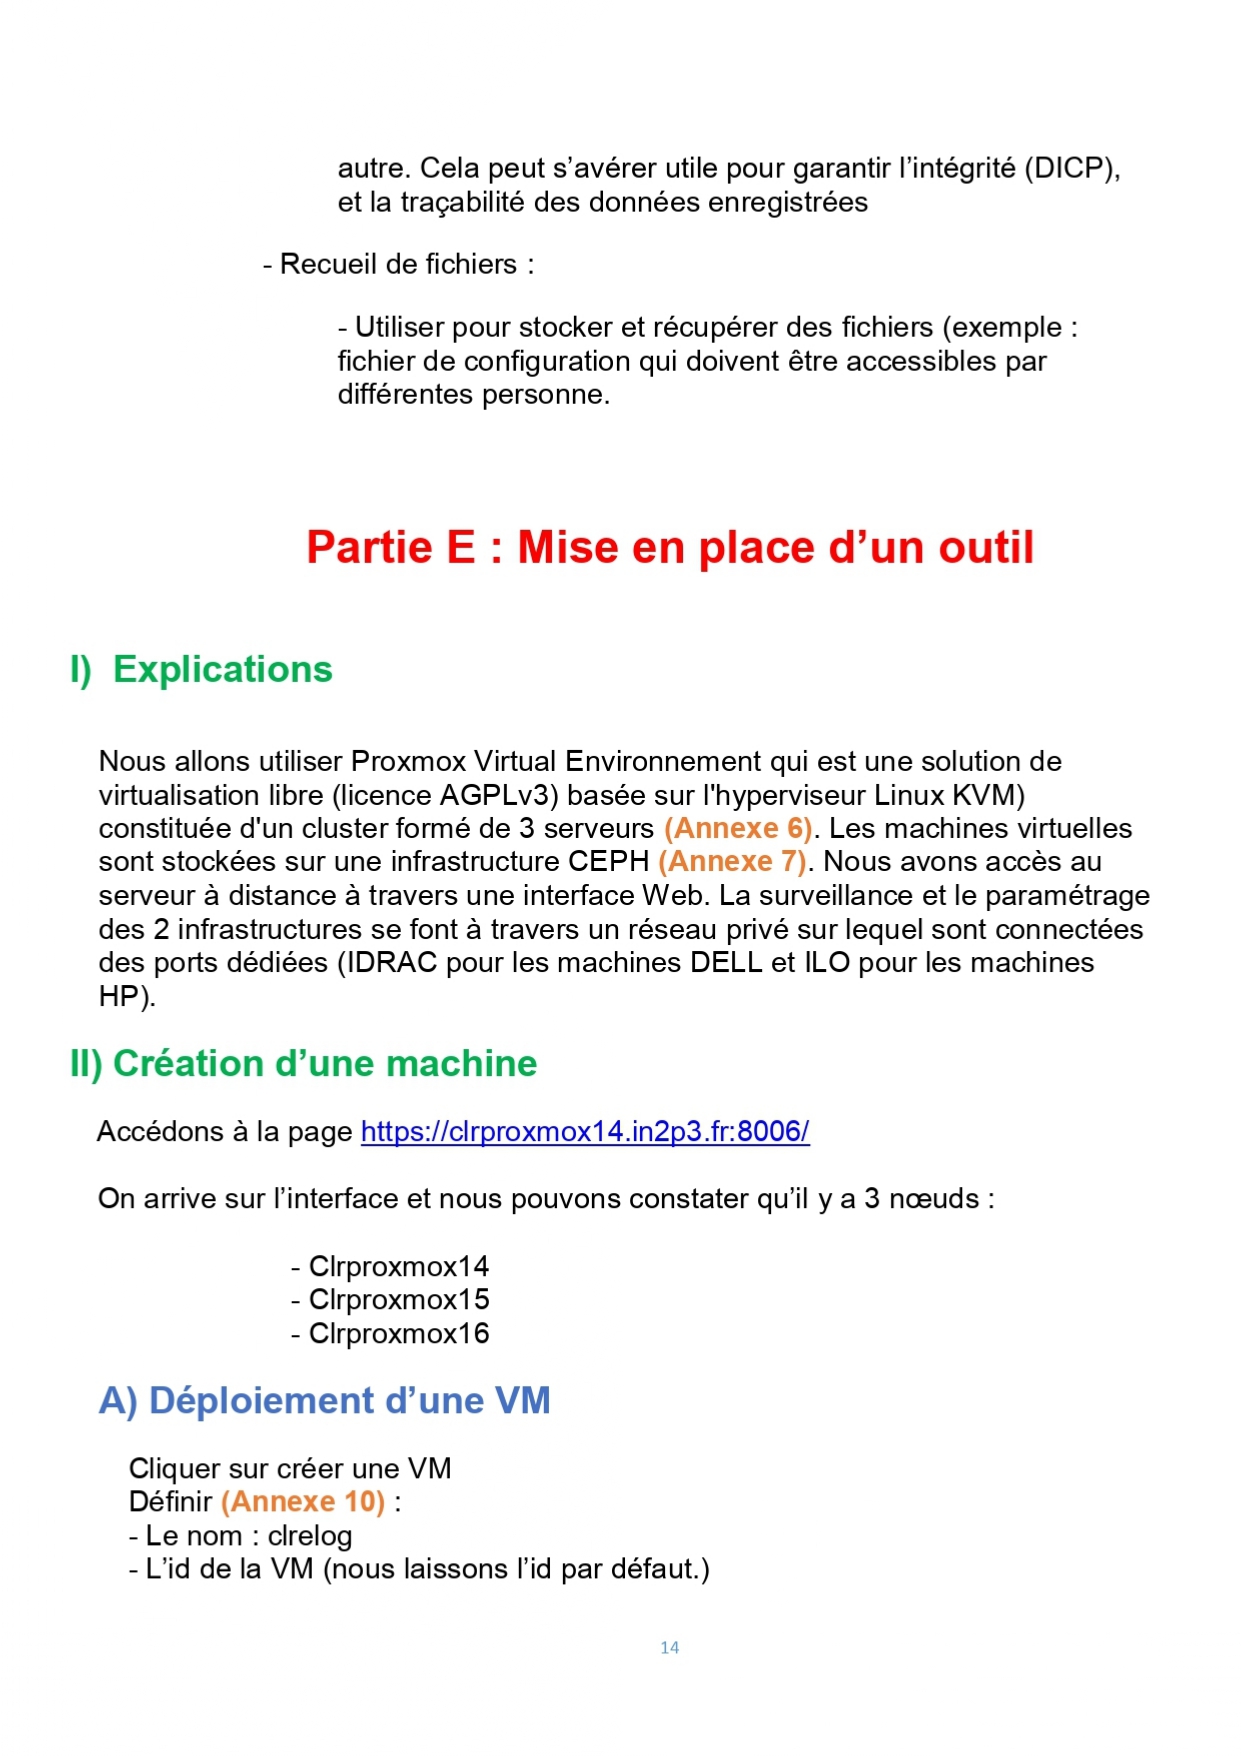 autre. Cela peut s’avérer utile pour garantir l’intégrité (DICP),
et la traçabilité des données enregistrées
- Recueil de fichiers :
- Utiliser pour stocker et récupérer des fichiers (exemple :
fichier de configuration qui doivent être accessibles par
différentes personne.
Partie E : Mise en place d’un outil
I) Explications
Nous allons utiliser Proxmox Virtual Environnement qui est une solution de
virtualisation libre (licence AGPLv3) basée sur l'hyperviseur Linux KVM)
constituée d'un cluster formé de 3 serveurs (Annexe 6). Les machines virtuelles
sont stockées sur une infrastructure CEPH (Annexe 7). Nous avons accès au
serveur à distance à travers une interface Web. La surveillance et le paramétrage
des 2 infrastructures se font à travers un réseau privé sur lequel sont connectées
des ports dédiées (IDRAC pour les machines DELL et ILO pour les machines
HP).
II) Création d’une machine
Accédons à la page https://clrproxmox14.in2p3.fr:8006/
On arrive sur l’interface et nous pouvons constater qu’il y a 3 nœuds :
- Clrproxmox14
- Clrproxmox15
- Clrproxmox16
A) Déploiement d’une VM
Cliquer sur créer une VM
Définir (Annexe 10) :
- Le nom : clrelog
- L’id de la VM (nous laissons l’id par défaut.)
14